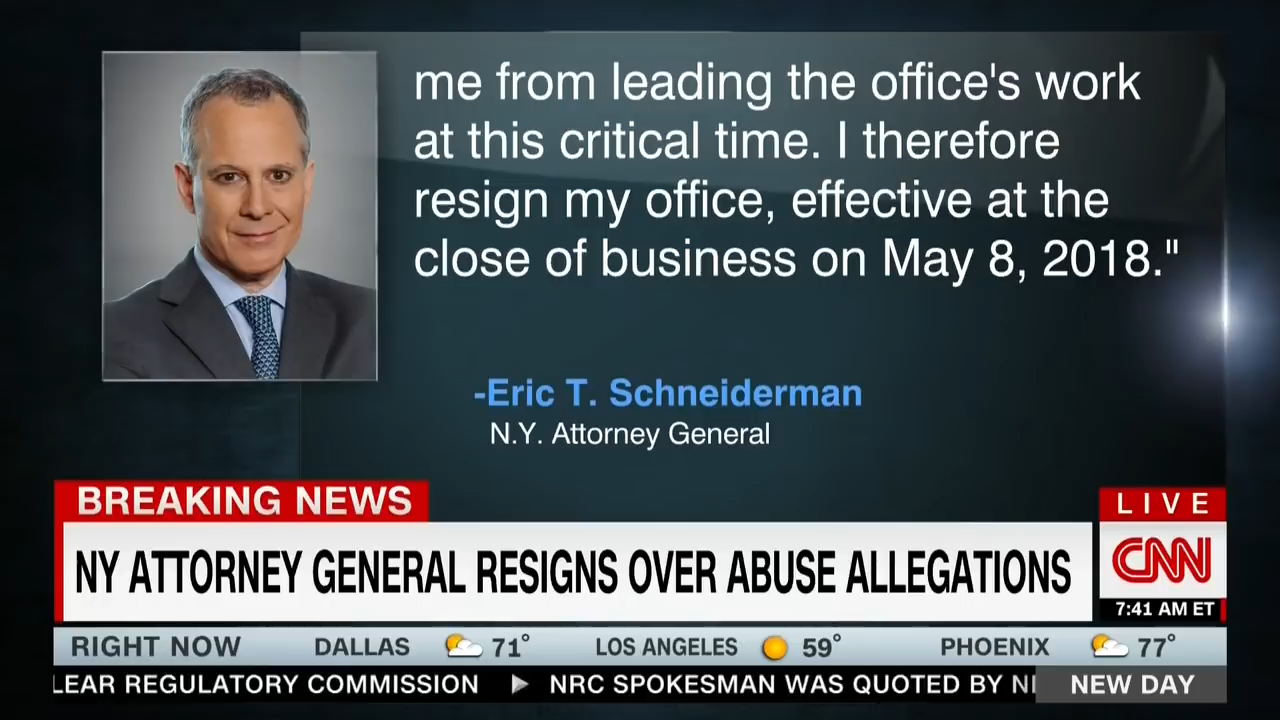 me from leading the office's work
at this critical time. I therefore
resign my office, effective at the
close of business on May 8, 2018."
-Eric T. Schneiderman
N.Y. Attorney General
BREAKING NEWS
NY ATTORNEY GENERAL RESIGNS OVER ABUSE ALLEGATIONS
LIVE
CNN
7:41 AM ET
RIGHT NOW DALLAS 71° LOS ANGELES 59° PHOENIX 77°
LEAR REGULATORY COMMISSION NRC SPOKESMAN WAS QUOTED BY NEW DAY